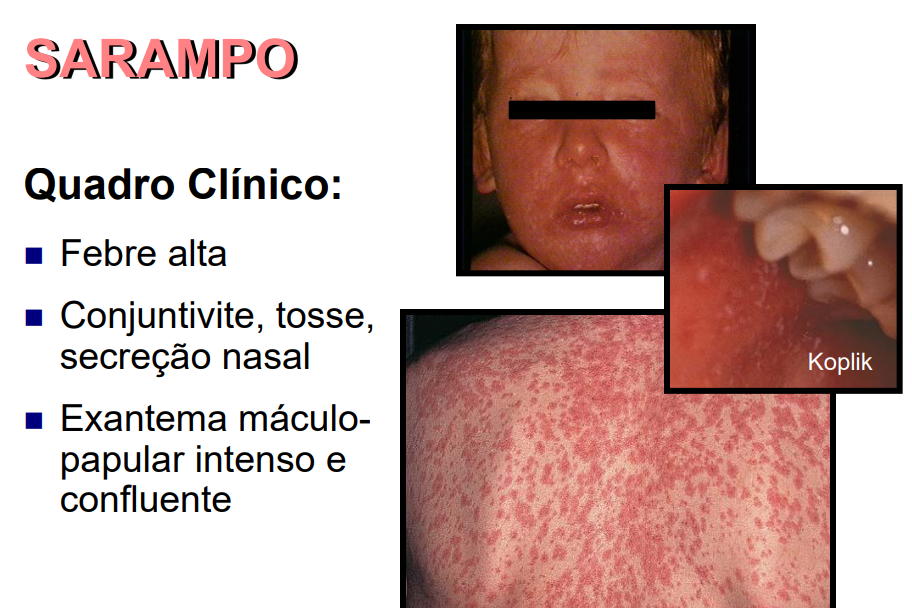 SARAMPO
Quadro Clínico:
Febre alta
Conjuntivite, tosse,
secreção nasal
Exantema máculo-
papular intenso e
confluente
Koplik